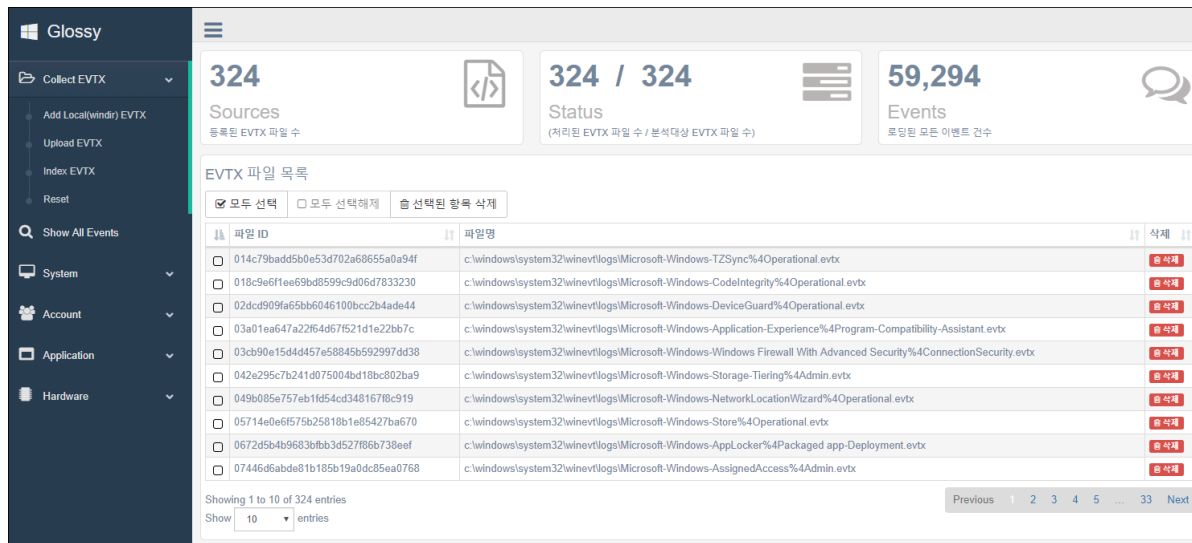 Glossy
Collect EVTX
Add Local(windir) EVTX
Upload EVTX
Index EVTX
Reset
Show All Events
System
Account
Application
Hardware
324
Sources
등록된 EVTX 파일 수
324 / 324
Status
(처리된 EVTX 파일 수 / 분석대상 EVTX 파일 수)
59,294
Events
로딩된 모든 이벤트 건수
EVTX 파일 목록
모두 선택 모두 선택해제 선택된 항목 삭제
파일 ID 파일명 삭제
014c79badd5b0e53d702a68655a0a94f c:\windows\system32\winevt\logs\Microsoft-Windows-TZSync%4Operational.evtx 삭제
018c9e6f1ee69bd8599c9d06d7833230 c:\windows\system32\winevt\logs\Microsoft-Windows-CodeIntegrity%4Operational.evtx 삭제
02dcd909fa65bb6046100bcc2b4ade44 c:\windows\system32\winevt\logs\Microsoft-Windows-DeviceGuard%4Operational.evtx 삭제
03a01ea647a22f64d67f521d1e22bb7c c:\windows\system32\winevt\logs\Microsoft-Windows-Application-Experience%4Program-Compatibility-Assistant.evtx 삭제
03cb90e15d4d457e58845b592997dd38 c:\windows\system32\winevt\logs\Microsoft-Windows-Windows Firewall With Advanced Security%4ConnectionSecurity.evtx 삭제
042e295c7b241d075004bd18bc802ba9 c:\windows\system32\winevt\logs\Microsoft-Windows-Storage-Tiering%4Admin.evtx 삭제
049b085e757eb1fd54cd348167f8c919 c:\windows\system32\winevt\logs\Microsoft-Windows-NetworkLocationWizard%4Operational.evtx 삭제
05714e0e6f575b25818b1e85427ba670 c:\windows\system32\winevt\logs\Microsoft-Windows-Store%4Operational.evtx 삭제
0672d5b4b9683bfbb3d527f86b738eef c:\windows\system32\winevt\logs\Microsoft-Windows-AppLocker%4Packaged app-Deployment.evtx 삭제
07446d6abde81b185b19a0dc85ea0768 c:\windows\system32\winevt\logs\Microsoft-Windows-AssignedAccess%4Admin.evtx 삭제
Showing 1 to 10 of 324 entries
Previous 1 2 3 4 5 … 33 Next
Show 10 entries